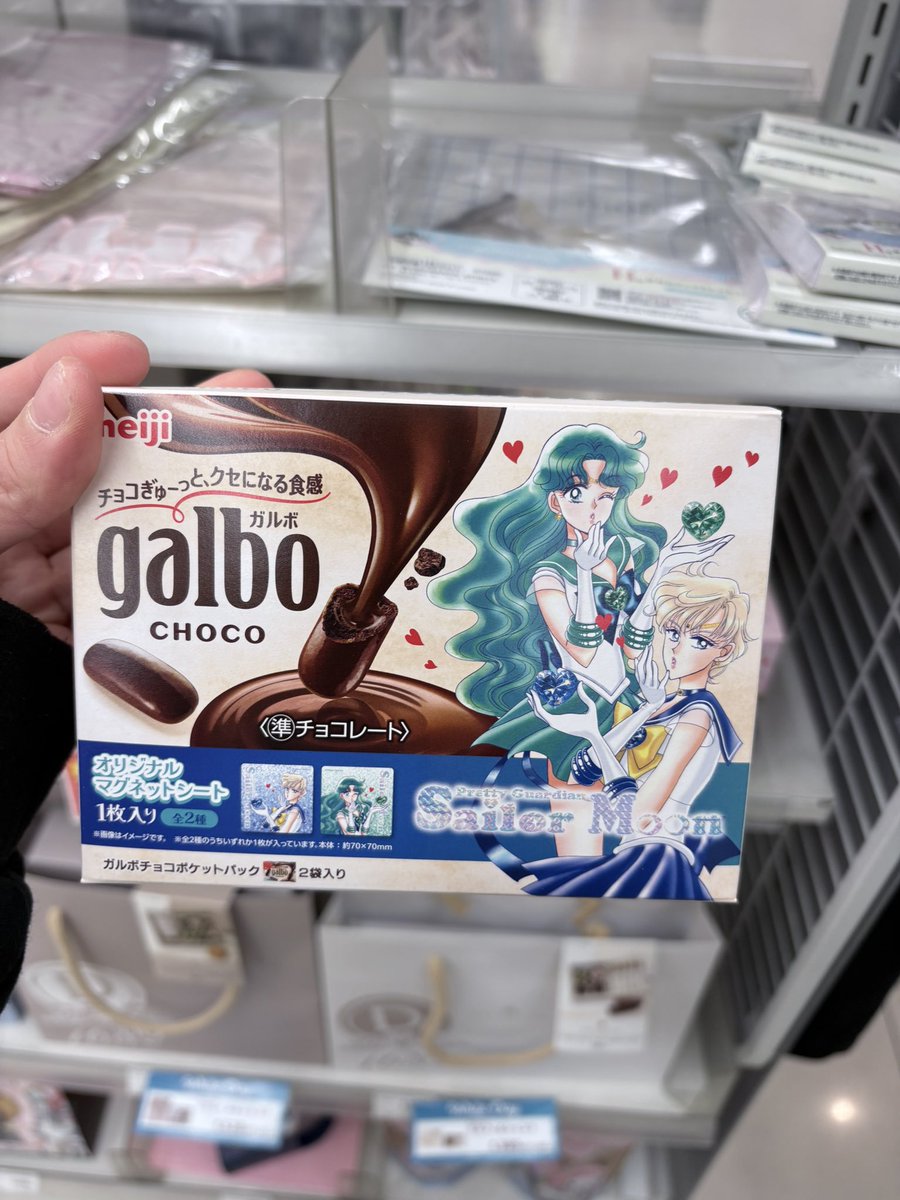 meiji
チョコぎゅーっと、クセになる食感
ガルボ
galbo
CHOCO
〈準チョコレート〉
オリジナル
マグネットシート
1枚入り 全2種
※画像はイメージです。 ※全2種のうちいずれか1枚が入っています。本体：約70×70mm
Pretty Guardian
Sailor Moon
ガルボチョコポケットパック galbo 2袋入り